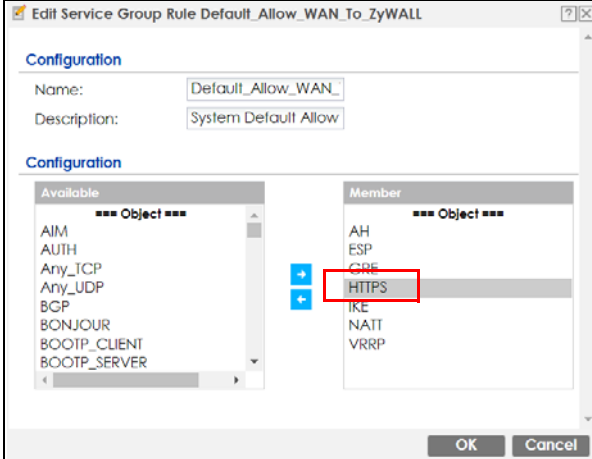 Edit Service Group Rule Default_Allow_WAN_To_ZyWALL
Configuration
Name: Default_Allow_WAN_
Description: System Default Allow
Configuration
Available
=== Object ===
AIM
AUTH
Any_TCP
Any_UDP
BGP
BONJOUR
BOOTP_CLIENT
BOOTP_SERVER
Member
=== Object ===
AH
ESP
GRE
HTTPS
IKE
NATT
VRRP
OK Cancel